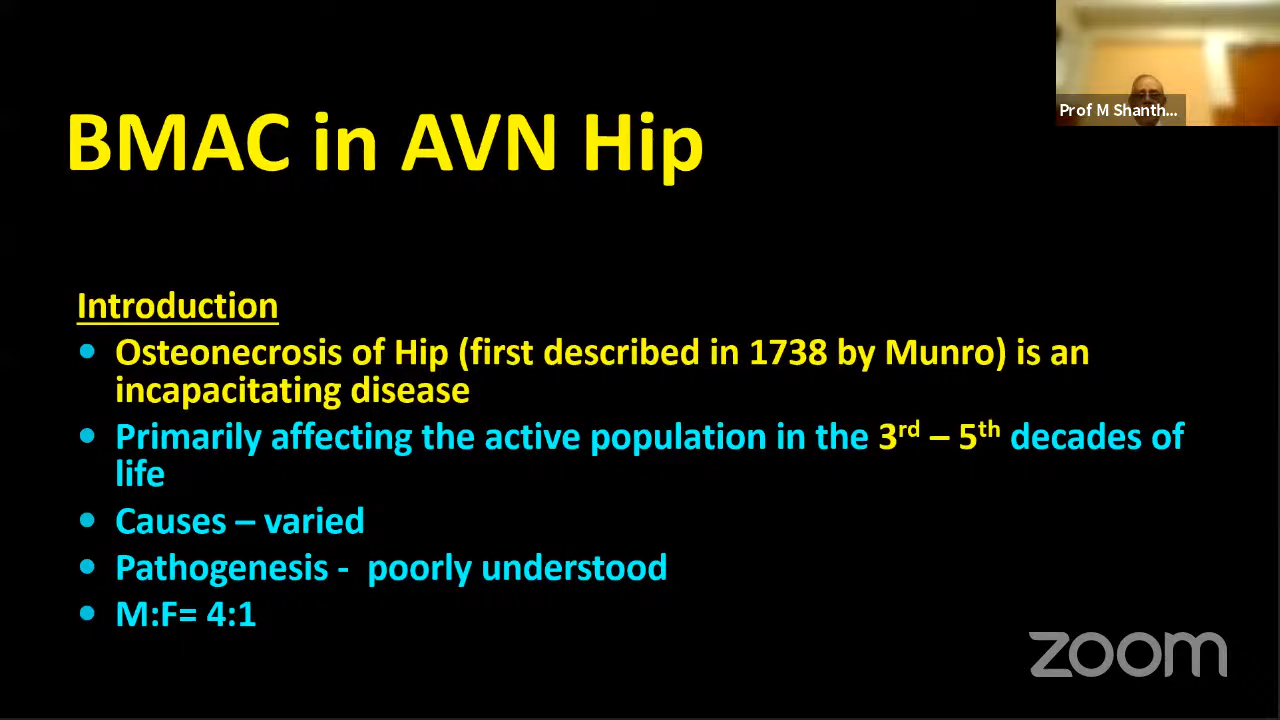 Prof M Shanth...
BMAC in AVN Hip
Introduction
• Osteonecrosis of Hip (first described in 1738 by Munro) is an
incapacitating disease
• Primarily affecting the active population in the 3rd – 5th decades of
life
• Causes – varied
• Pathogenesis - poorly understood
• M:F= 4:1
zoom